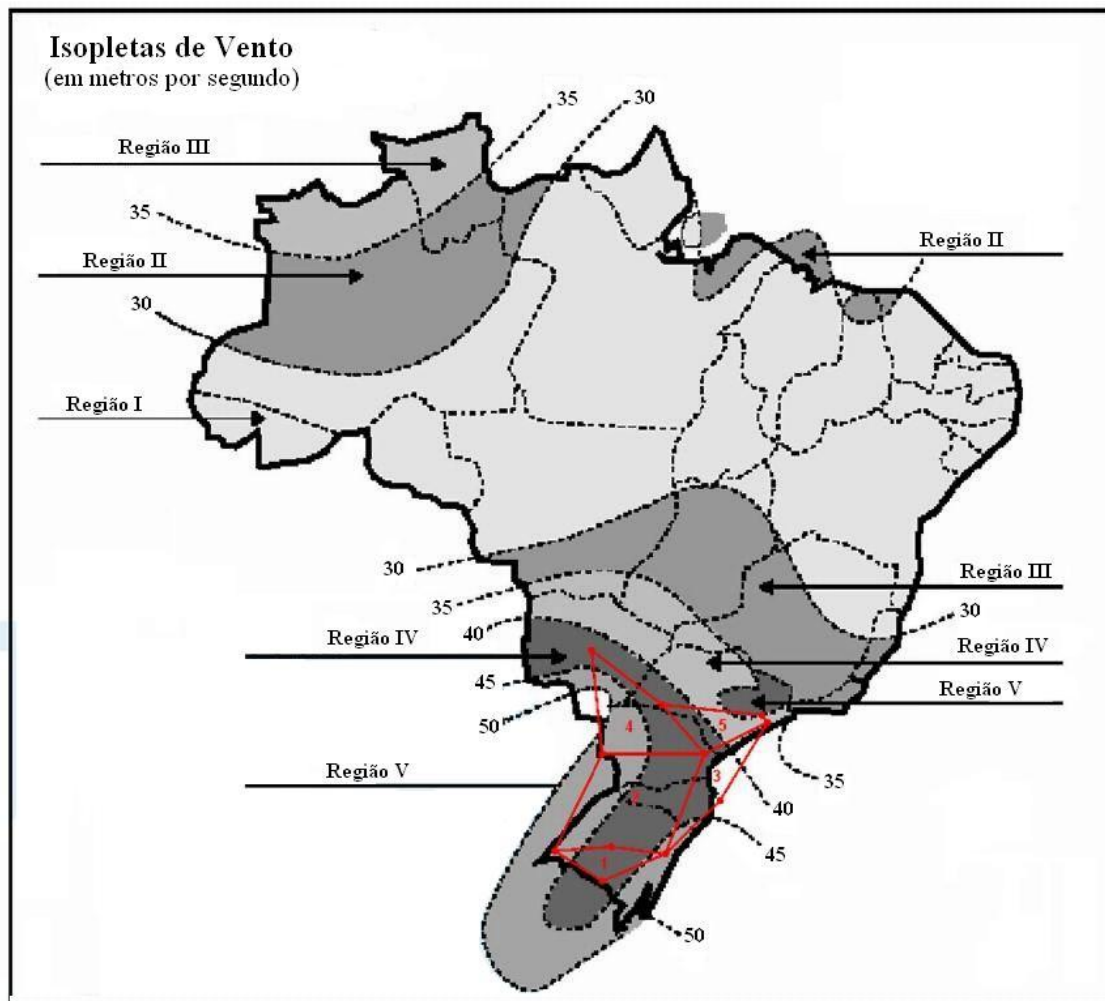 Isopletas de Vento
(em metros por segundo)
35
30
Região III
35
Região II
Região II
30
Região I
30
Região III
35
30
40
Região IV
Região IV
45
50
Região V
4
5
35
Região V
3
40
2
45
1
50